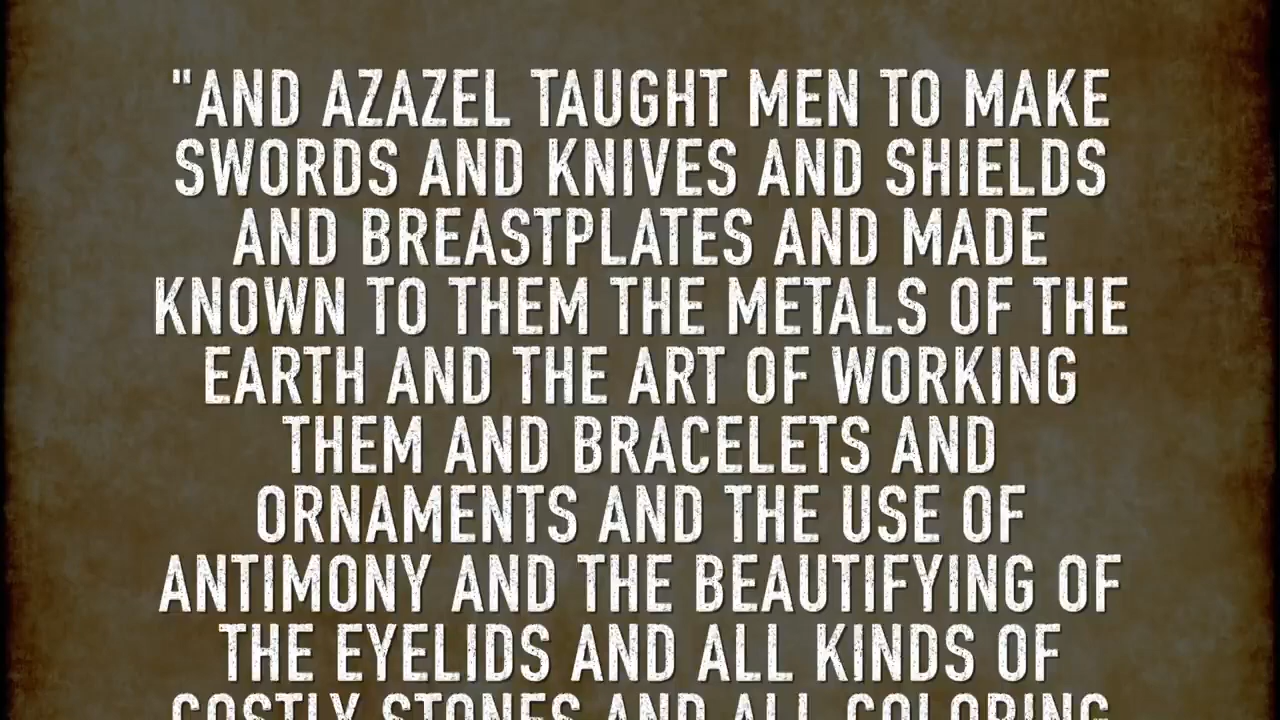 "AND AZAZEL TAUGHT MEN TO MAKE
SWORDS AND KNIVES AND SHIELDS
AND BREASTPLATES AND MADE
KNOWN TO THEM THE METALS OF THE
EARTH AND THE ART OF WORKING
THEM AND BRACELETS AND
ORNAMENTS AND THE USE OF
ANTIMONY AND THE BEAUTIFYING OF
THE EYELIDS AND ALL KINDS OF
COSTLY STONES AND ALL COLORING